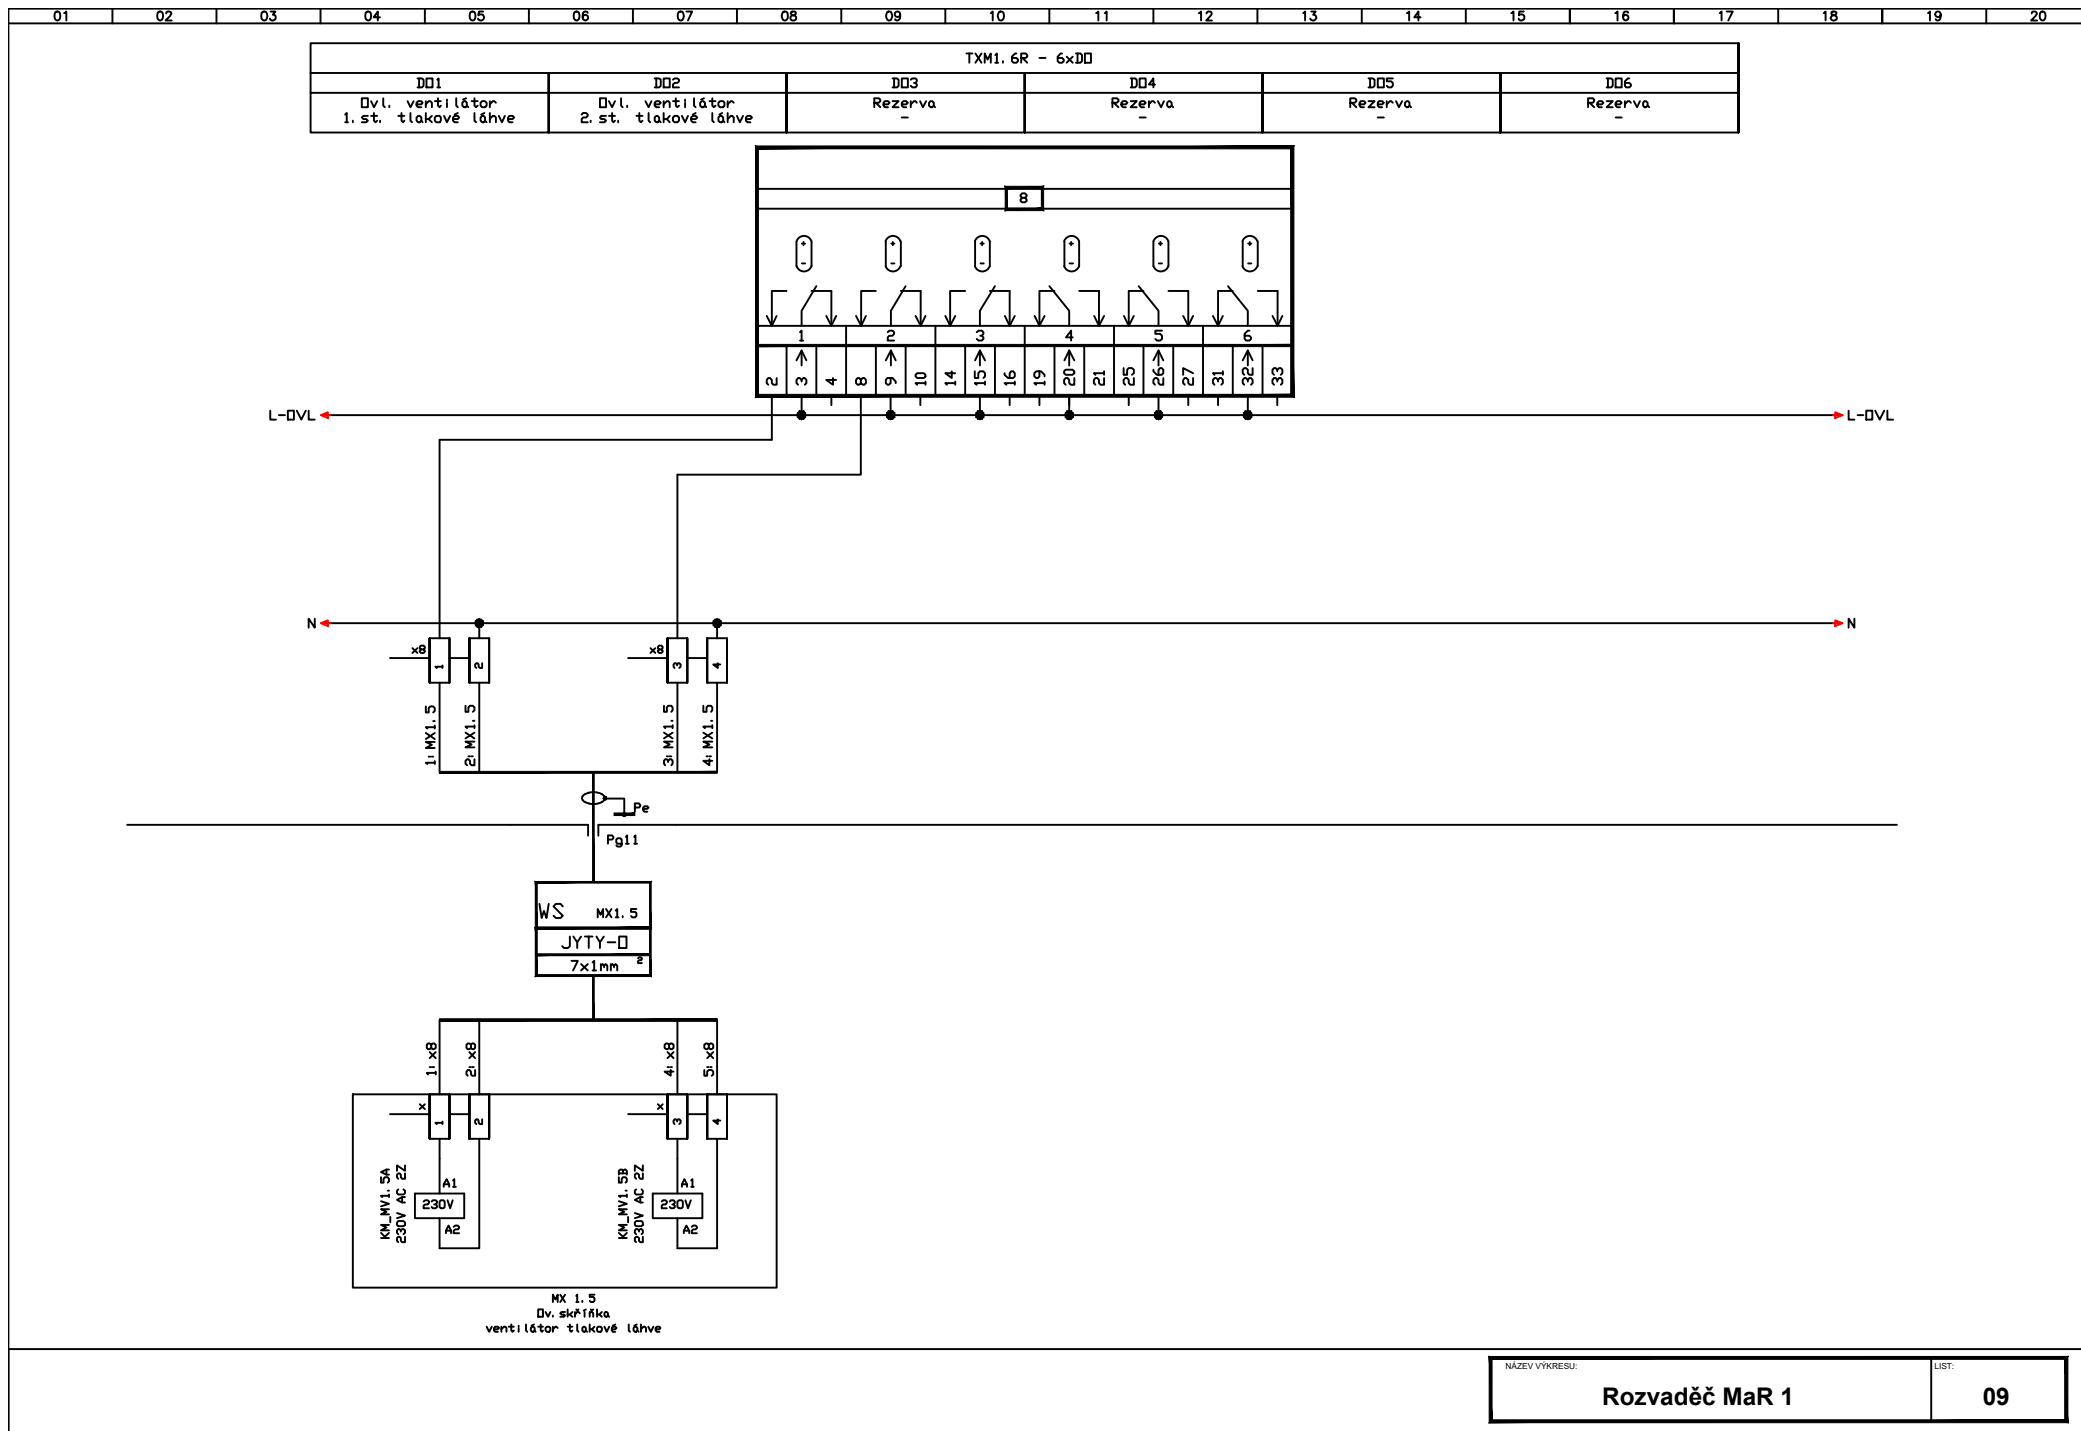 01 02 03 04 05 06 07 08 09 10 11 12 13 14 15 16 17 18 19 20
TXM1.6R - 6xDO
DO1 DO2 DO3 DO4 DO5 DO6
Ovl. ventilátor Ovl. ventilátor Rezerva Rezerva Rezerva Rezerva
1.st. tlakové láhve 2.st. tlakové láhve - - - -
8
+ + + + + +
- - - - - -
1 2 3 4 5 6
2 3 4 8 9 10 14 15 16 19 20 21 25 26 27 31 32 33
L-OVL L-OVL
N N
x8 1 2 x8 3 4
1:MX1.5 2:MX1.5 3:MX1.5 4:MX1.5
Pe
Pg11
WS MX1.5
JYTY-O
7x1mm²
1:x8 2:x8 4:x8 5:x8
x 1 2 x 3 4
KM_MV1.5A
230V AC 2Z
A1
230V
A2
KM_MV1.5B
230V AC 2Z
A1
230V
A2
MX 1.5
Ov.skříňka
ventilátor tlakové láhve
NÁZEV VÝKRESU: LIST:
Rozvaděč MaR 1 09